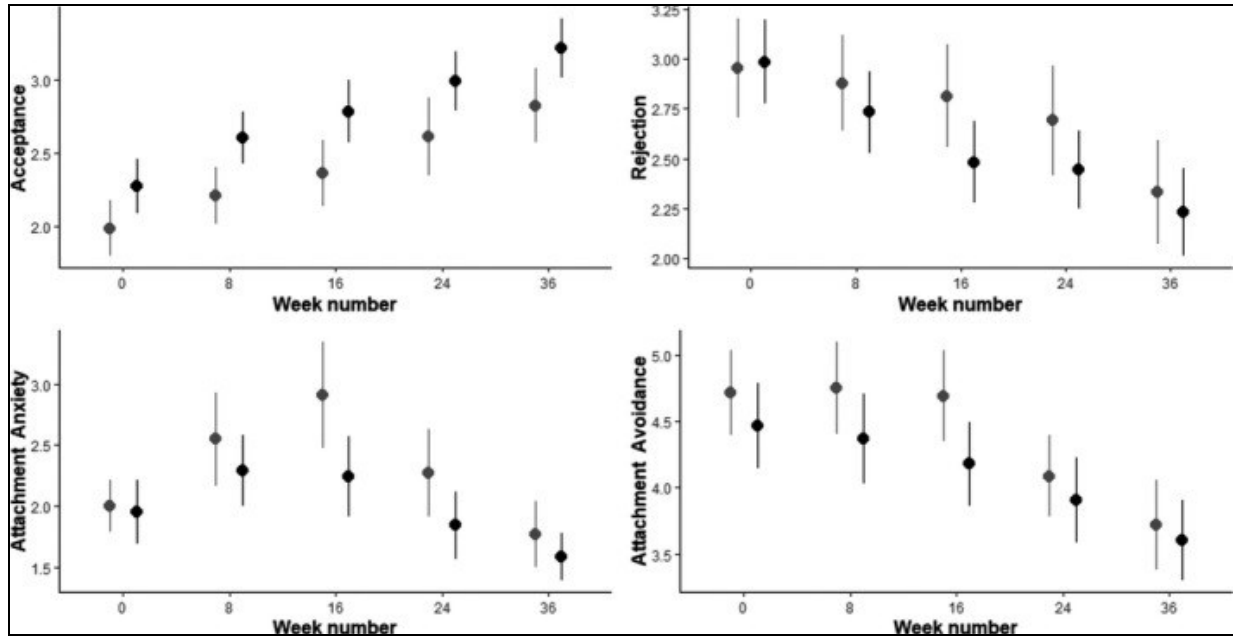 Acceptance
3.0
2.5
2.0
0 8 16 24 36
Week number
Rejection
3.25
3.00
2.75
2.50
2.25
2.00
0 8 16 24 36
Week number
Attachment Anxiety
3.0
2.5
2.0
1.5
0 8 16 24 36
Week number
Attachment Avoidance
5.0
4.5
4.0
3.5
0 8 16 24 36
Week number